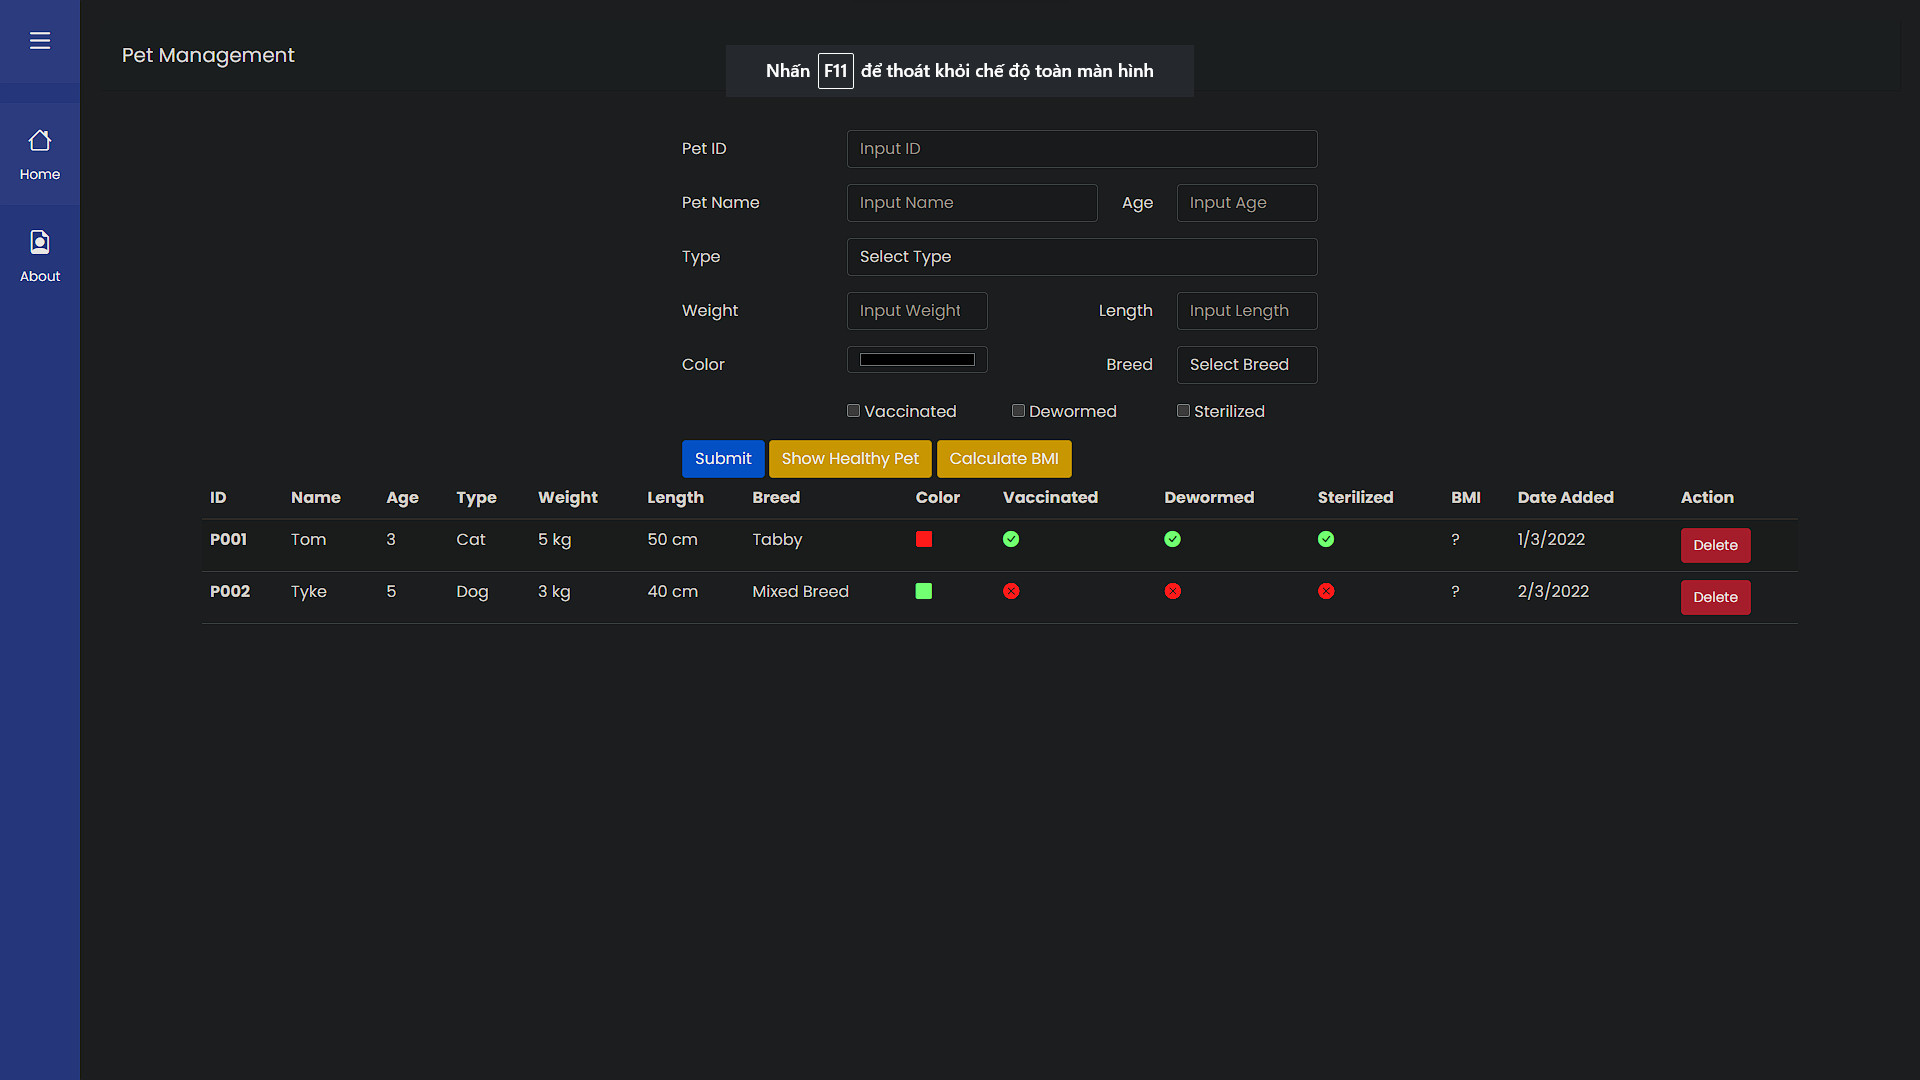 Pet Management
Nhấn F11 để thoát khỏi chế độ toàn màn hình
Home
About
Pet ID Input ID
Pet Name Input Name Age Input Age
Type Select Type
Weight Input Weight Length Input Length
Color Breed Select Breed
Vaccinated Dewormed Sterilized
Submit Show Healthy Pet Calculate BMI
ID Name Age Type Weight Length Breed Color Vaccinated Dewormed Sterilized BMI Date Added Action
P001 Tom 3 Cat 5 kg 50 cm Tabby ? 1/3/2022 Delete
P002 Tyke 5 Dog 3 kg 40 cm Mixed Breed ? 2/3/2022 Delete